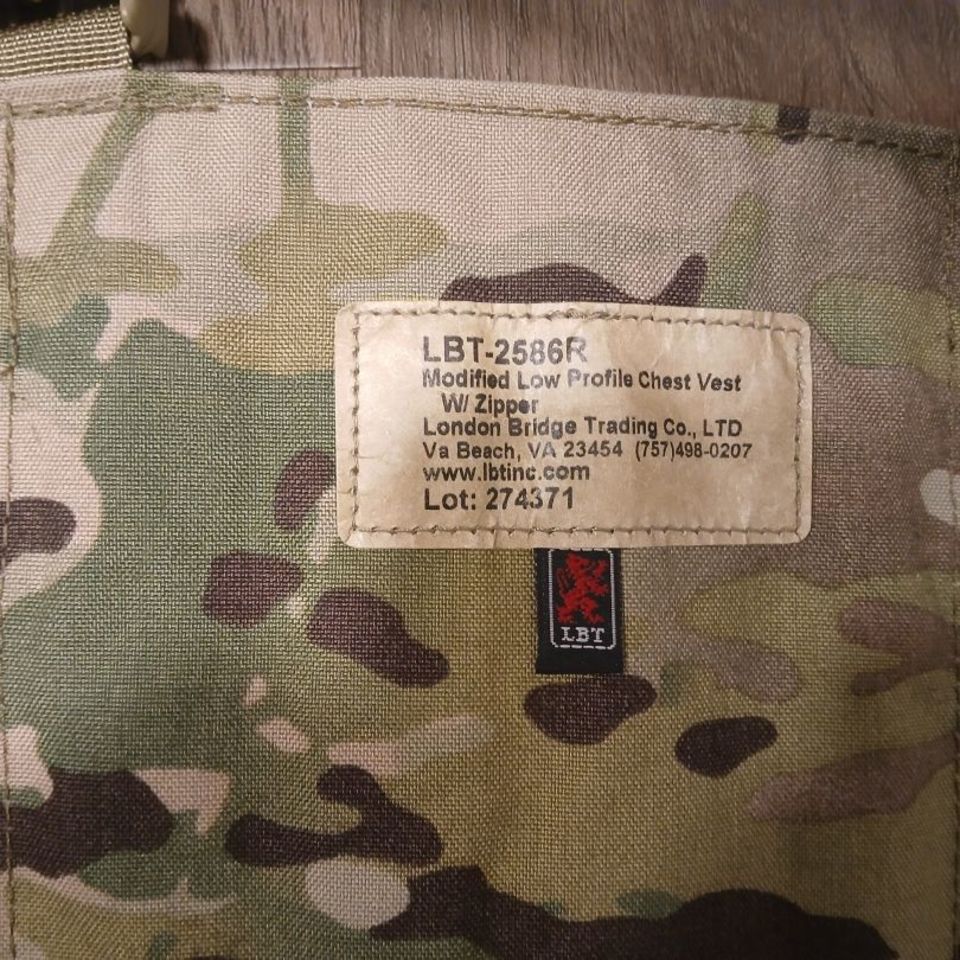 LBT-2586R
Modified Low Profile Chest Vest
W/ Zipper
London Bridge Trading Co., LTD
Va Beach, VA 23454 (757)498-0207
www.lbtinc.com
Lot: 274371
LBT